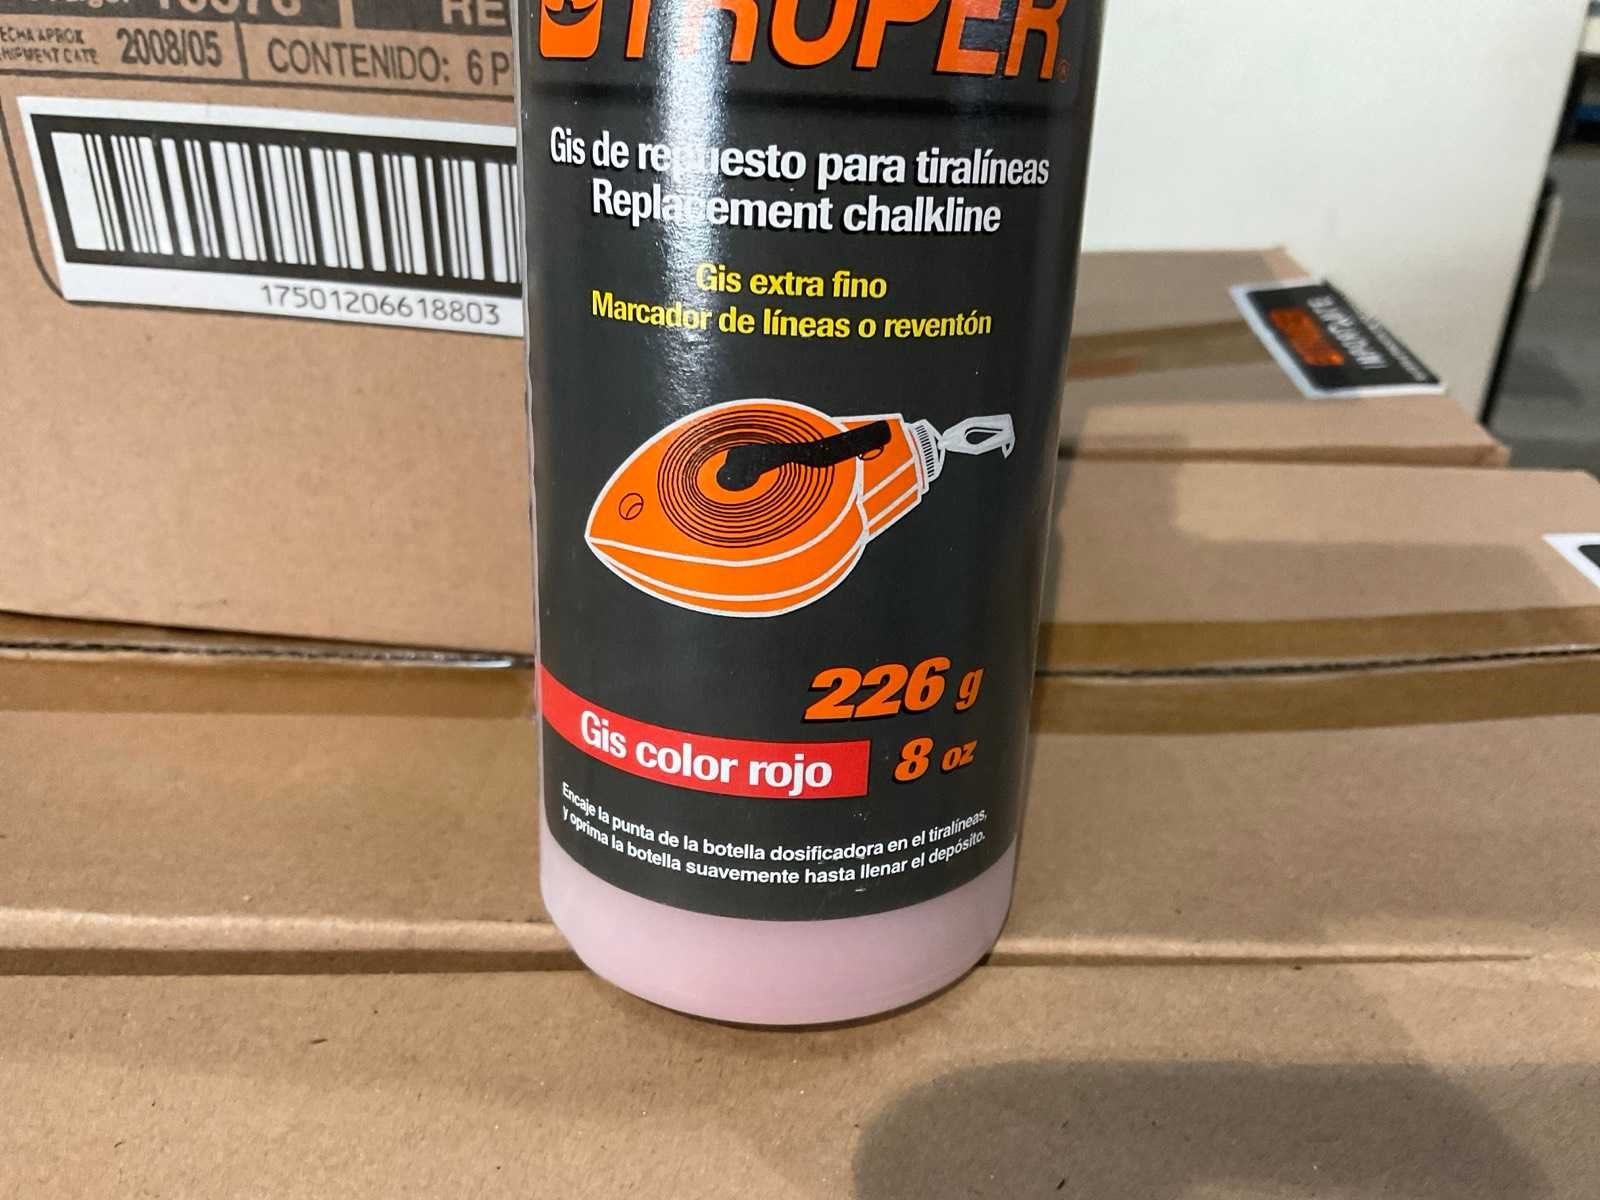 2008/05
CONTENIDO: 6 P
17501206618803
TRUPER
Gis de repuesto para tiralíneas
Replacement chalkline
Gis extra fino
Marcador de líneas o reventón
226 g
Gis color rojo
8 oz
Encaje la punta de la botella dosificadora en el tiralíneas,
y oprima la botella suavemente hasta llenar el depósito.